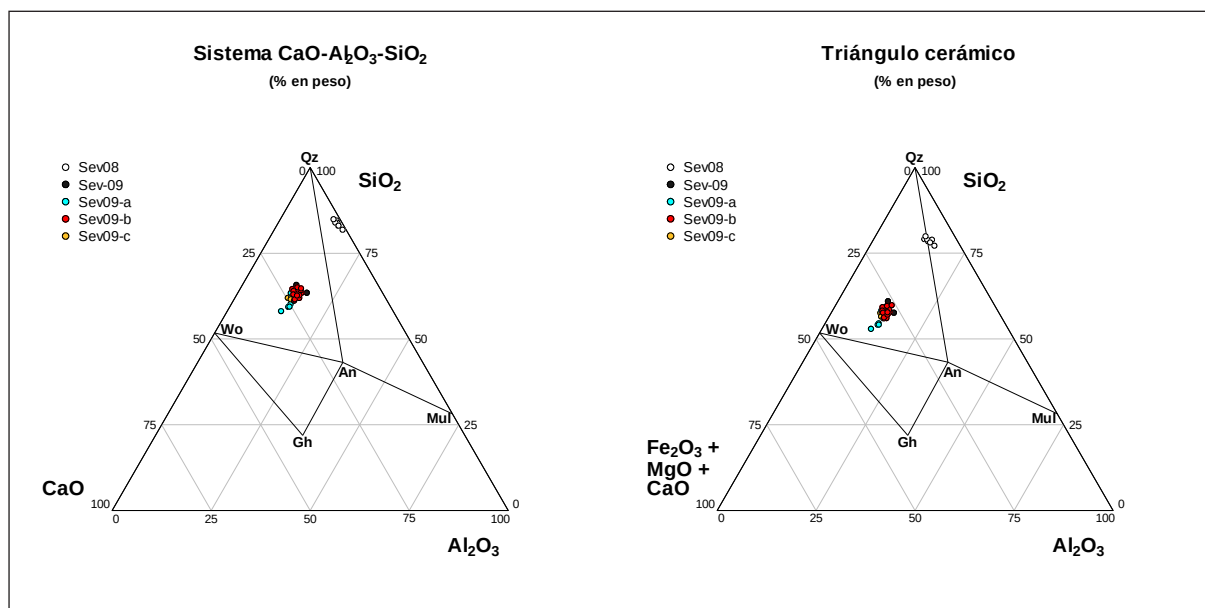 Sistema CaO-Al₂O₃-SiO₂
(% en peso)
Sev08
Sev-09
Sev09-a
Sev09-b
Sev09-c
Qz
0 100
SiO₂
25 75
Wo
50 50
An
Mul
75 25
Gh
CaO
100 0
0 25 50 75 100
Al₂O₃
Triángulo cerámico
(% en peso)
Sev08
Sev-09
Sev09-a
Sev09-b
Sev09-c
Qz
0 100
SiO₂
25 75
Wo
50 50
An
Mul
75 25
Gh
Fe₂O₃ +
MgO +
CaO
100 0
0 25 50 75 100
Al₂O₃